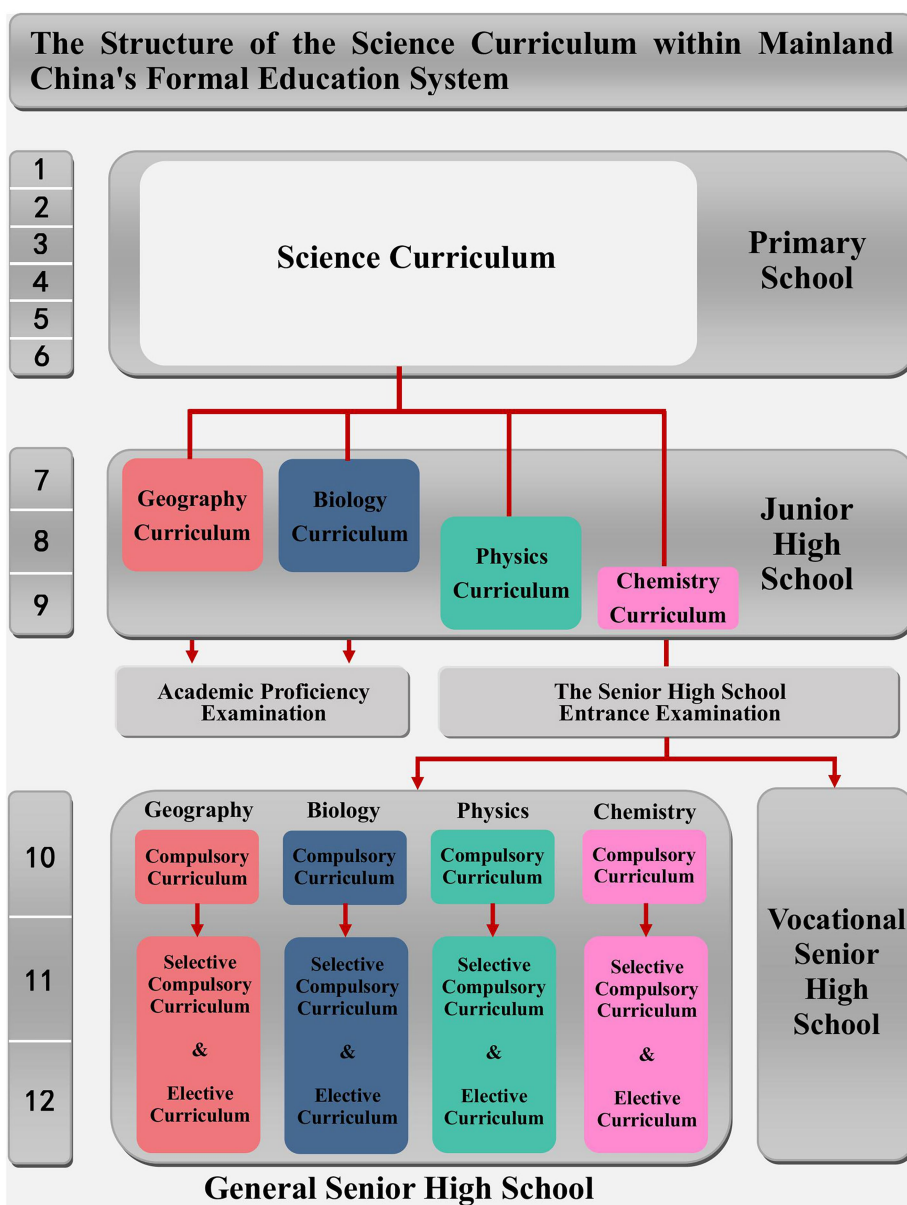 The Structure of the Science Curriculum within Mainland
China's Formal Education System
1
2
3
4
5
6
Science Curriculum
Primary
School
7
8
9
Geography
Curriculum
Biology
Curriculum
Physics
Curriculum
Chemistry
Curriculum
Junior
High
School
Academic Proficiency
Examination
The Senior High School
Entrance Examination
10
11
12
Geography
Compulsory
Curriculum
Selective
Compulsory
Curriculum
&
Elective
Curriculum
Biology
Compulsory
Curriculum
Selective
Compulsory
Curriculum
&
Elective
Curriculum
Physics
Compulsory
Curriculum
Selective
Compulsory
Curriculum
&
Elective
Curriculum
Chemistry
Compulsory
Curriculum
Selective
Compulsory
Curriculum
&
Elective
Curriculum
Vocational
Senior
High
School
General Senior High School